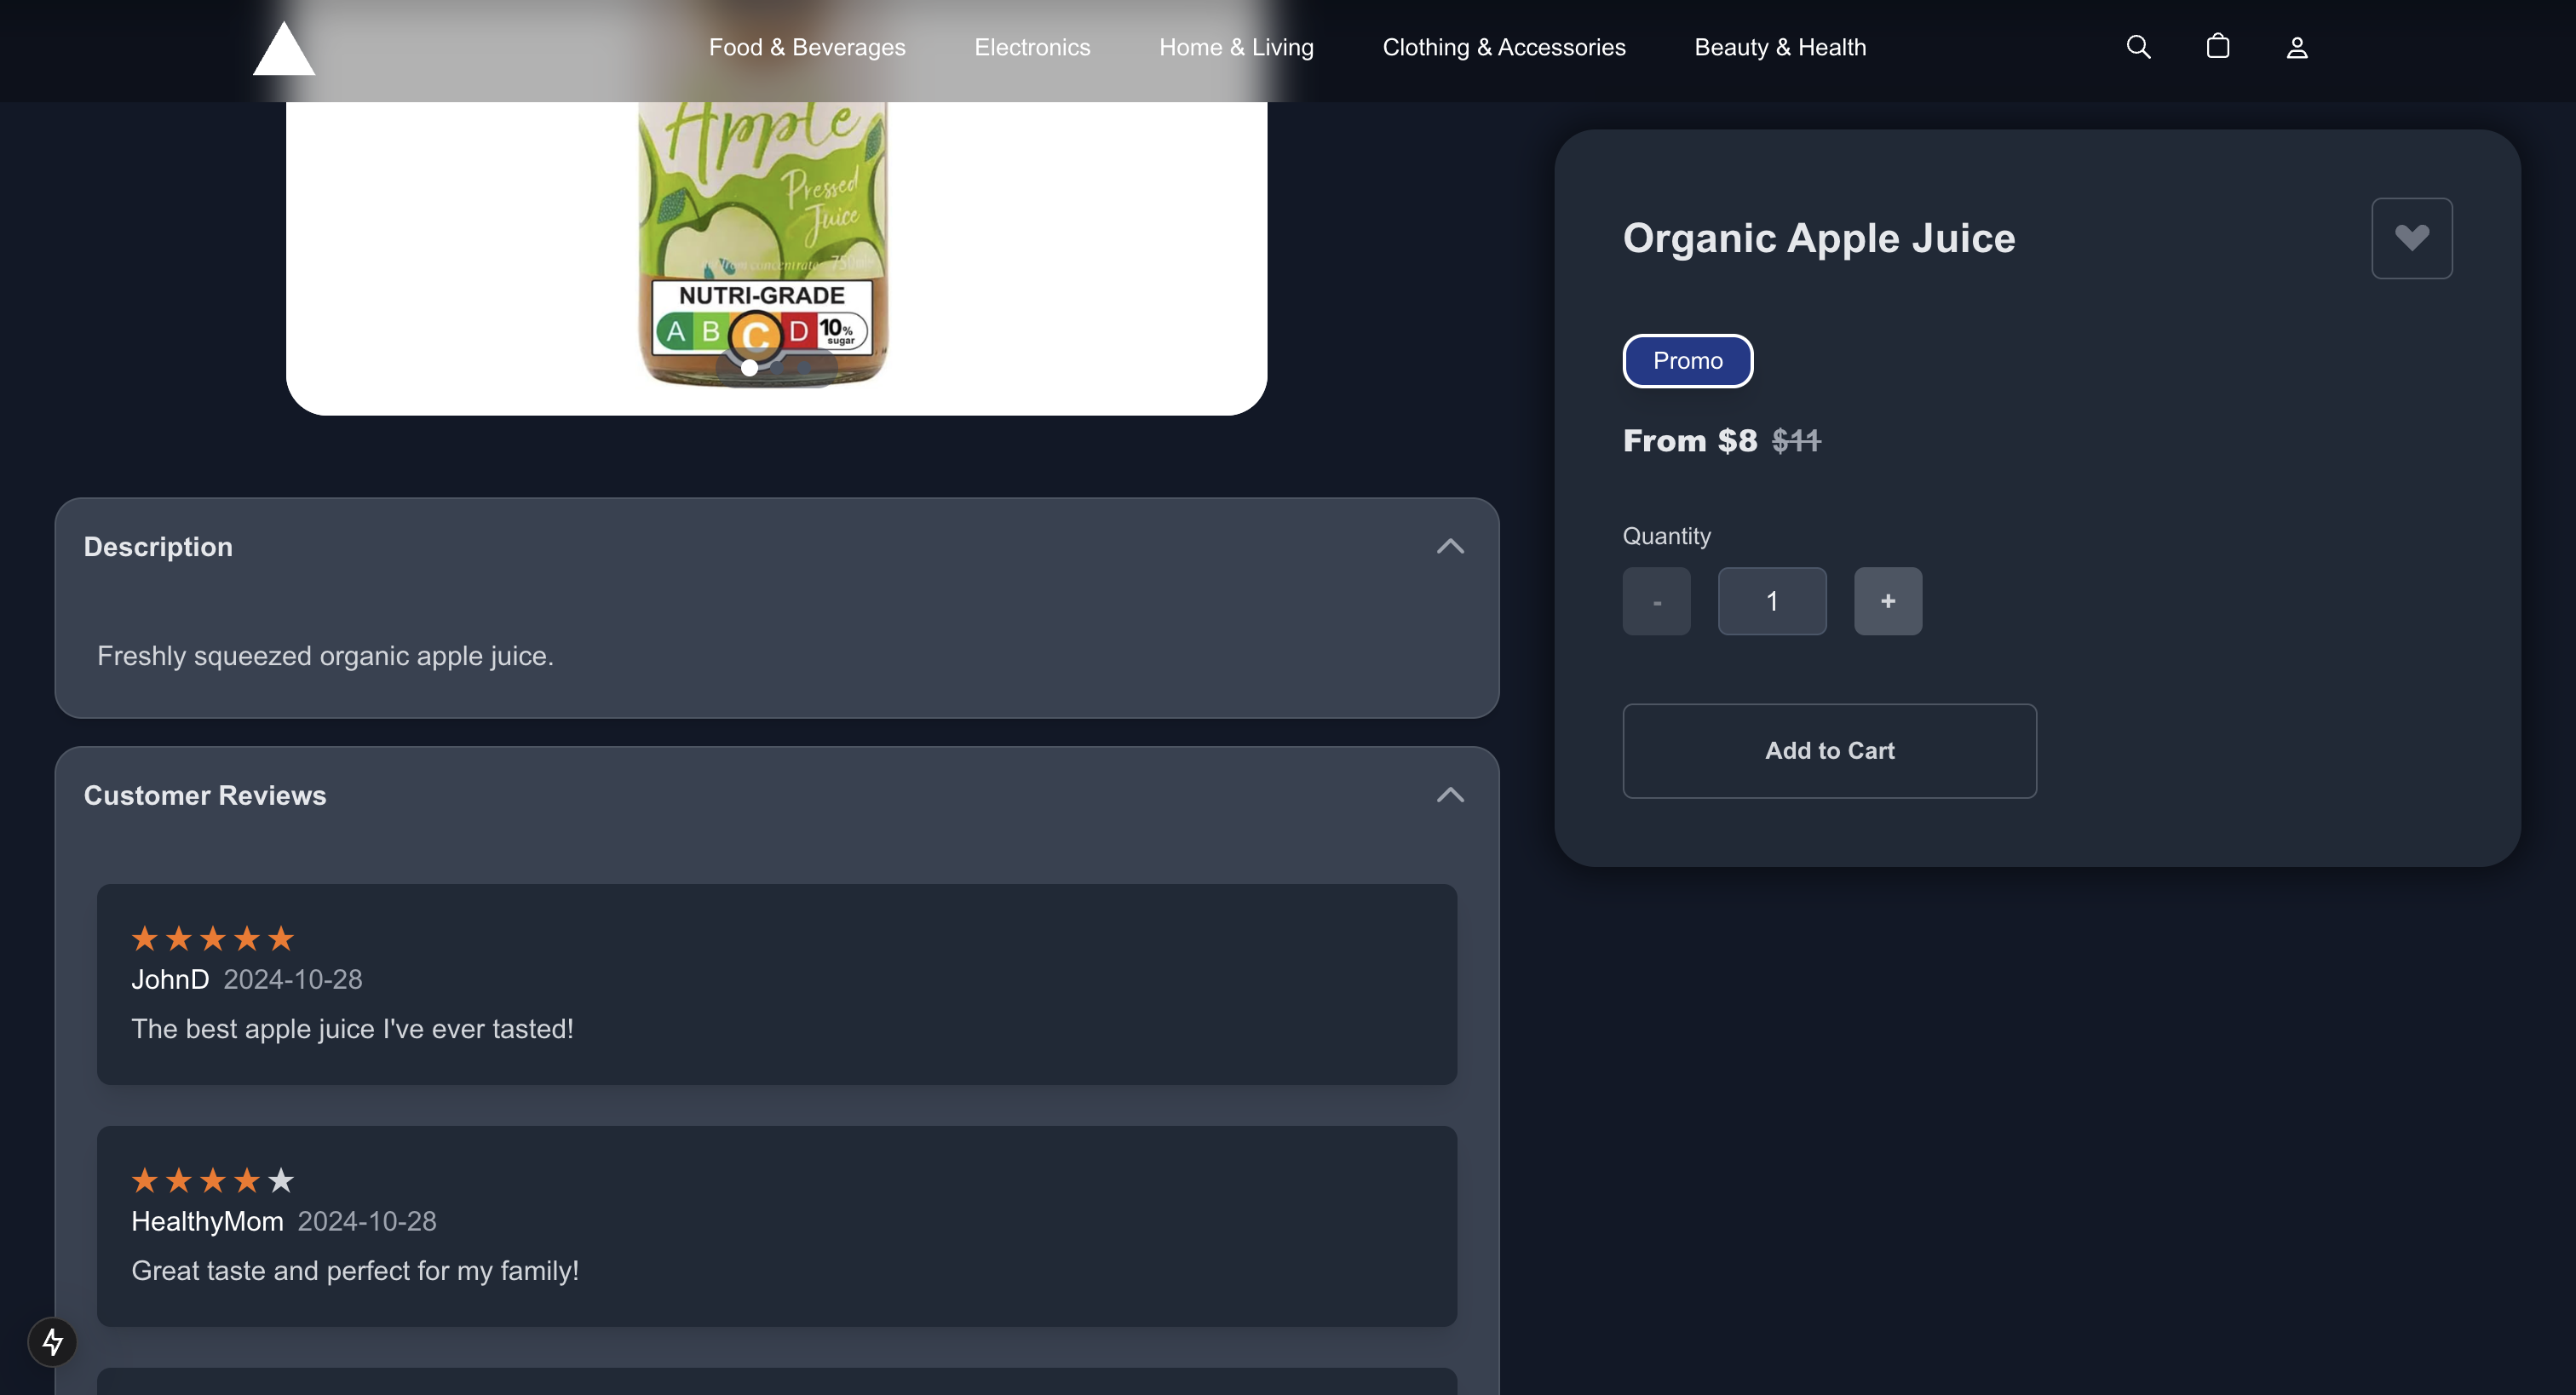 Food & Beverages Electronics Home & Living Clothing & Accessories Beauty & Health
Apple
Pressed
Juice
concentrate 750ml
NUTRI-GRADE
A B C D 10%
sugar
Organic Apple Juice
Promo
From $8 $11
Quantity
- 1 +
Add to Cart
Description
Freshly squeezed organic apple juice.
Customer Reviews
JohnD 2024-10-28
The best apple juice I've ever tasted!
HealthyMom 2024-10-28
Great taste and perfect for my family!